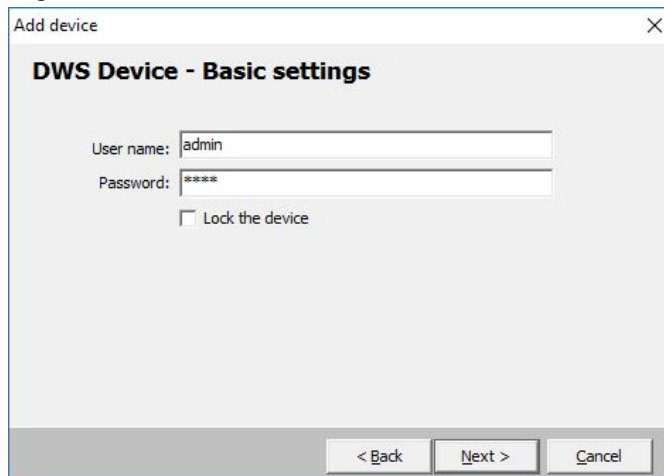 Add device
DWS Device - Basic settings
User name: admin
Password: ****
Lock the device
< Back Next > Cancel